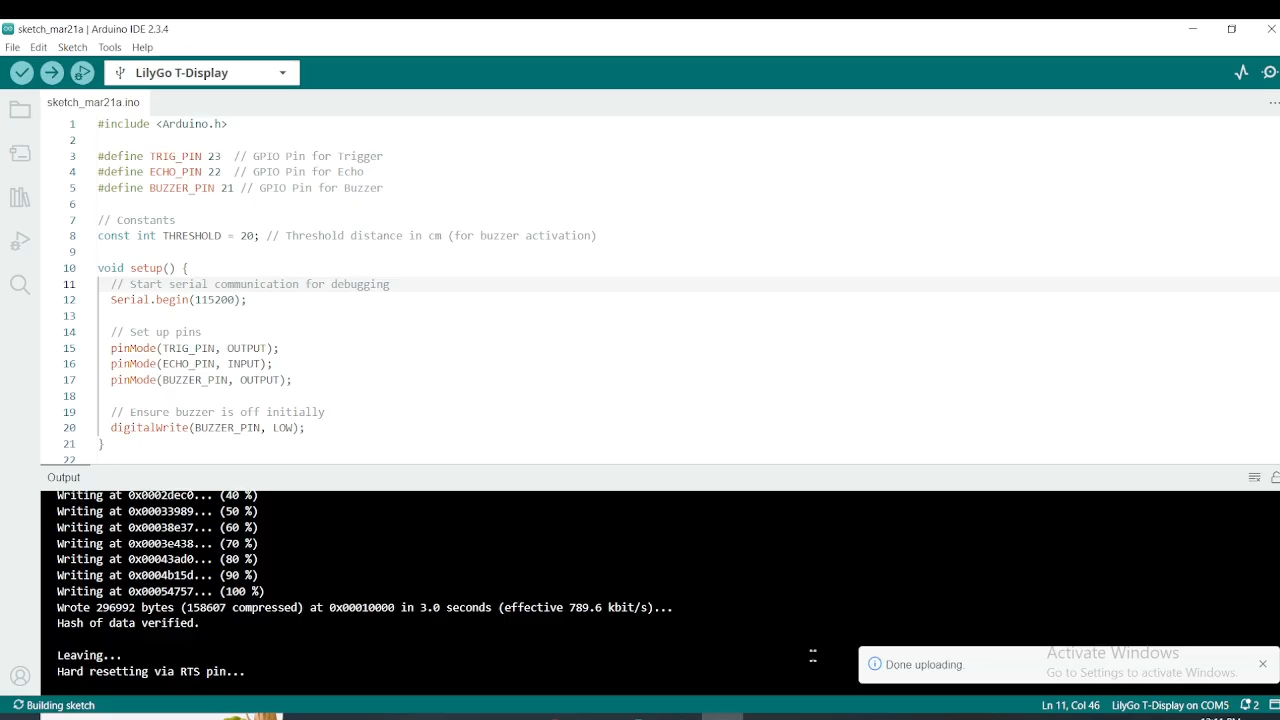 sketch_mar21a | Arduino IDE 2.3.4
File Edit Sketch Tools Help
LilyGo T-Display
sketch_mar21a.ino
1 #include <Arduino.h>
2
3 #define TRIG_PIN 23 // GPIO Pin for Trigger
4 #define ECHO_PIN 22 // GPIO Pin for Echo
5 #define BUZZER_PIN 21 // GPIO Pin for Buzzer
6
7 // Constants
8 const int THRESHOLD = 20; // Threshold distance in cm (for buzzer activation)
9
10 void setup() {
11 // Start serial communication for debugging
12 Serial.begin(115200);
13
14 // Set up pins
15 pinMode(TRIG_PIN, OUTPUT);
16 pinMode(ECHO_PIN, INPUT);
17 pinMode(BUZZER_PIN, OUTPUT);
18
19 // Ensure buzzer is off initially
20 digitalWrite(BUZZER_PIN, LOW);
21 }
22
Output
Writing at 0x0002dec0... (40 %)
Writing at 0x00033989... (50 %)
Writing at 0x00038e37... (60 %)
Writing at 0x0003e438... (70 %)
Writing at 0x00043ad0... (80 %)
Writing at 0x0004b15d... (90 %)
Writing at 0x00054757... (100 %)
Wrote 296992 bytes (158607 compressed) at 0x00010000 in 3.0 seconds (effective 789.6 kbit/s)...
Hash of data verified.
Leaving...
Hard resetting via RTS pin...
Done uploading.
Activate Windows
Go to Settings to activate Windows.
Building sketch
Ln 11, Col 46 LilyGo T-Display on COM5 2